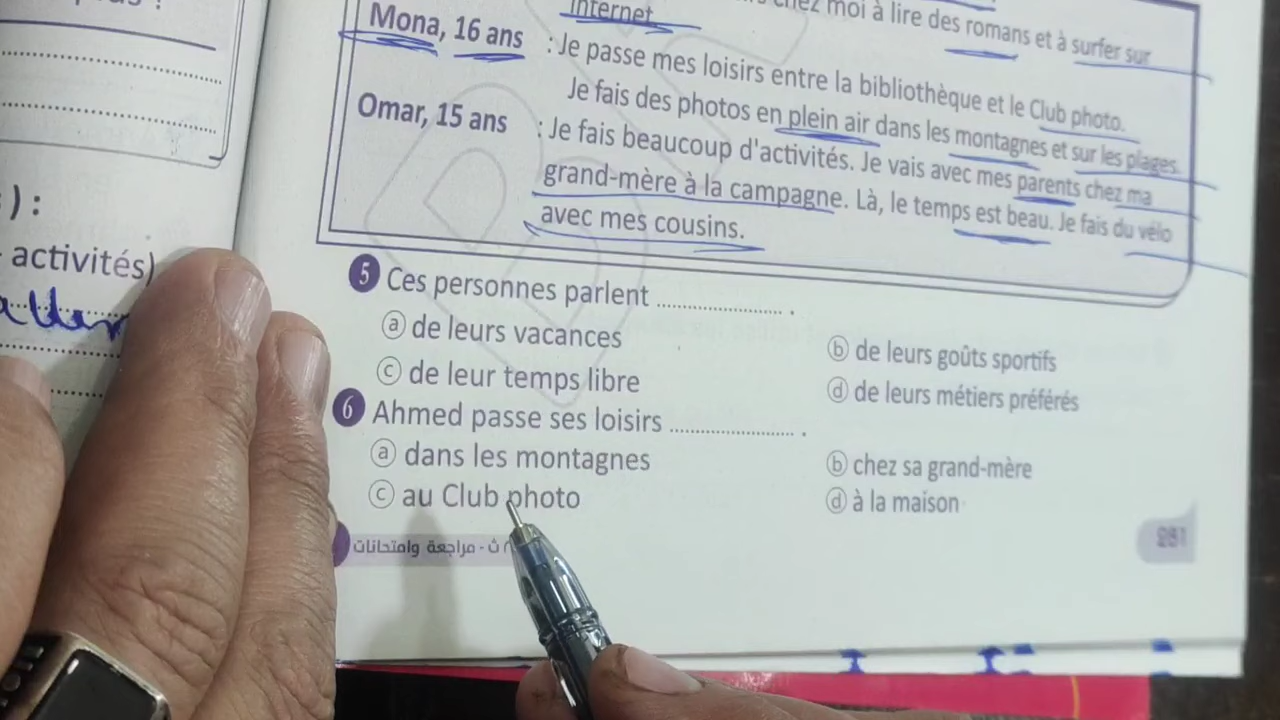 chez moi à lire des romans et à surfer sur
internet
Mona, 16 ans : Je passe mes loisirs entre la bibliothèque et le Club photo.
Je fais des photos en plein air dans les montagnes et sur les plages.
Omar, 15 ans : Je fais beaucoup d'activités. Je vais avec mes parents chez ma
grand-mère à la campagne. Là, le temps est beau. Je fais du vélo
avec mes cousins.
) :
activités)
5 Ces personnes parlent ........................ .
a de leurs vacances
b de leurs goûts sportifs
c de leur temps libre
d de leurs métiers préférés
6 Ahmed passe ses loisirs ........................ .
a dans les montagnes
b chez sa grand-mère
c au Club photo
d à la maison
مراجعة وامتحانات - ث
281